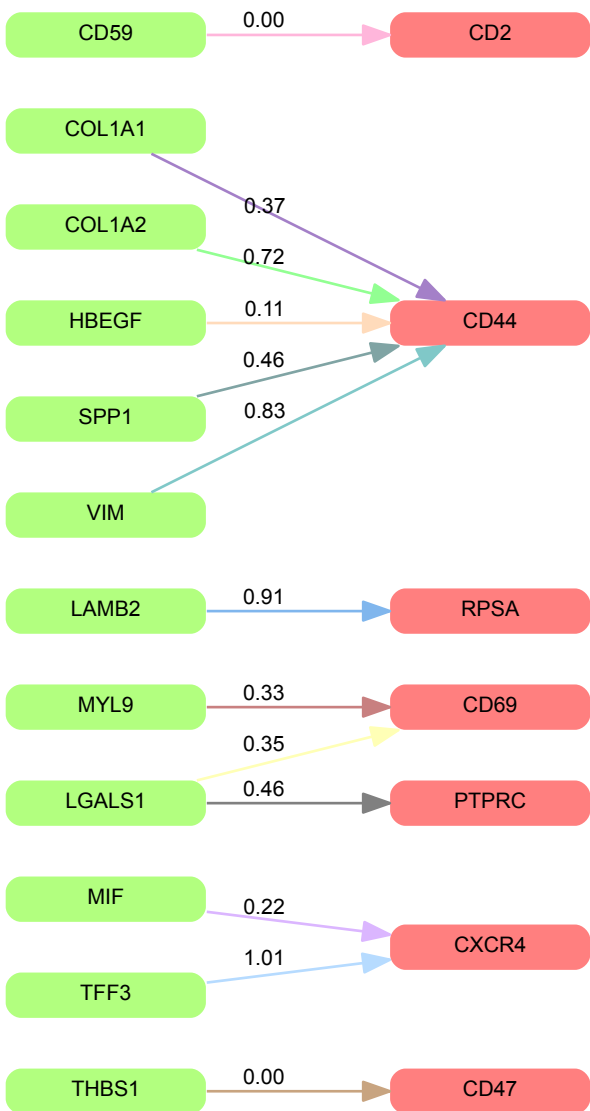 CD59 0.00 CD2
COL1A1
0.37
COL1A2
0.72
HBEGF 0.11 CD44
0.46
SPP1
0.83
VIM
LAMB2 0.91 RPSA
MYL9 0.33 CD69
0.35
LGALS1 0.46 PTPRC
MIF
0.22
CXCR4
1.01
TFF3
THBS1 0.00 CD47